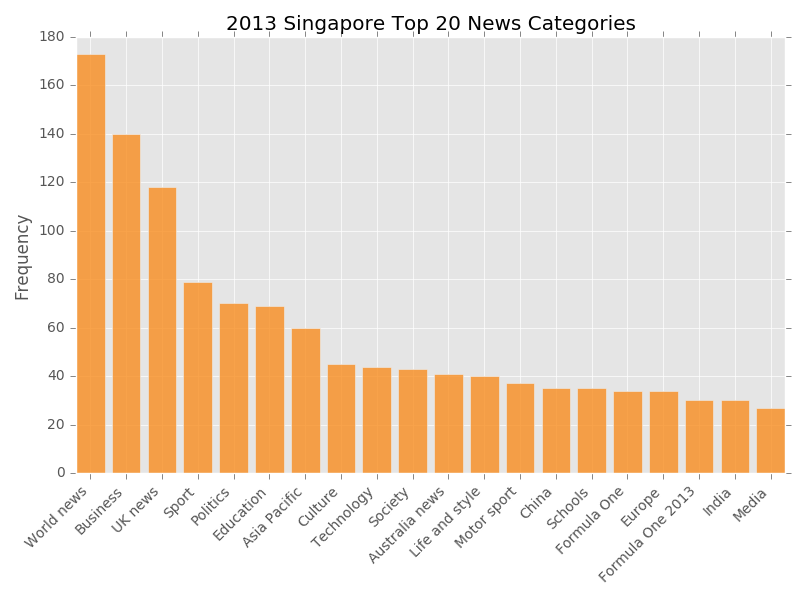 2013 Singapore Top 20 News Categories
180
160
140
120
100
80
60
40
20
0
Frequency
World news
Business
UK news
Sport
Politics
Education
Asia Pacific
Culture
Technology
Society
Australia news
Life and style
Motor sport
China
Schools
Formula One
Europe
Formula One 2013
India
Media